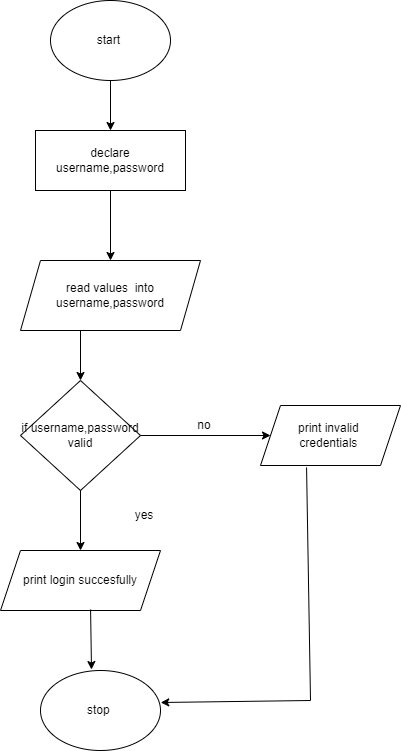 start
declare
username,password
read values into
username,password
if username,password
valid
no
print invalid
credentials
yes
print login succesfully
stop